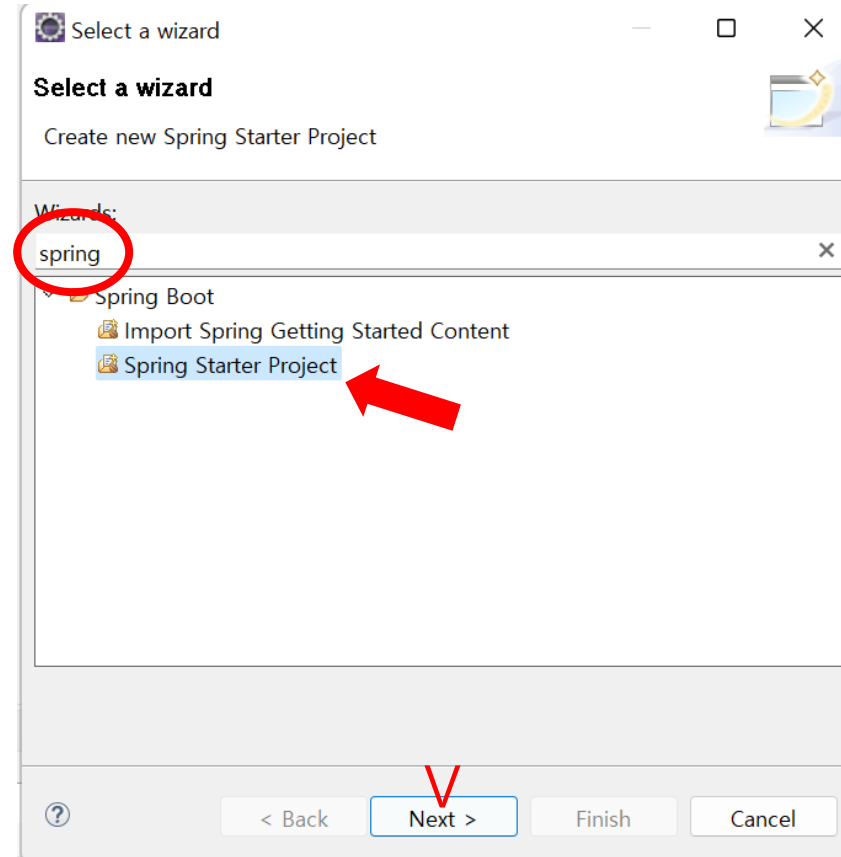 Select a wizard
Select a wizard
Create new Spring Starter Project
Wizards:
spring
Spring Boot
Import Spring Getting Started Content
Spring Starter Project
V
? < Back Next > Finish Cancel